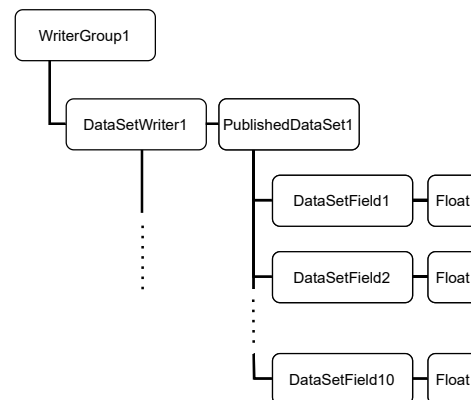 WriterGroup1
DataSetWriter1
PublishedDataSet1
DataSetField1
Float
DataSetField2
Float
DataSetField10
Float